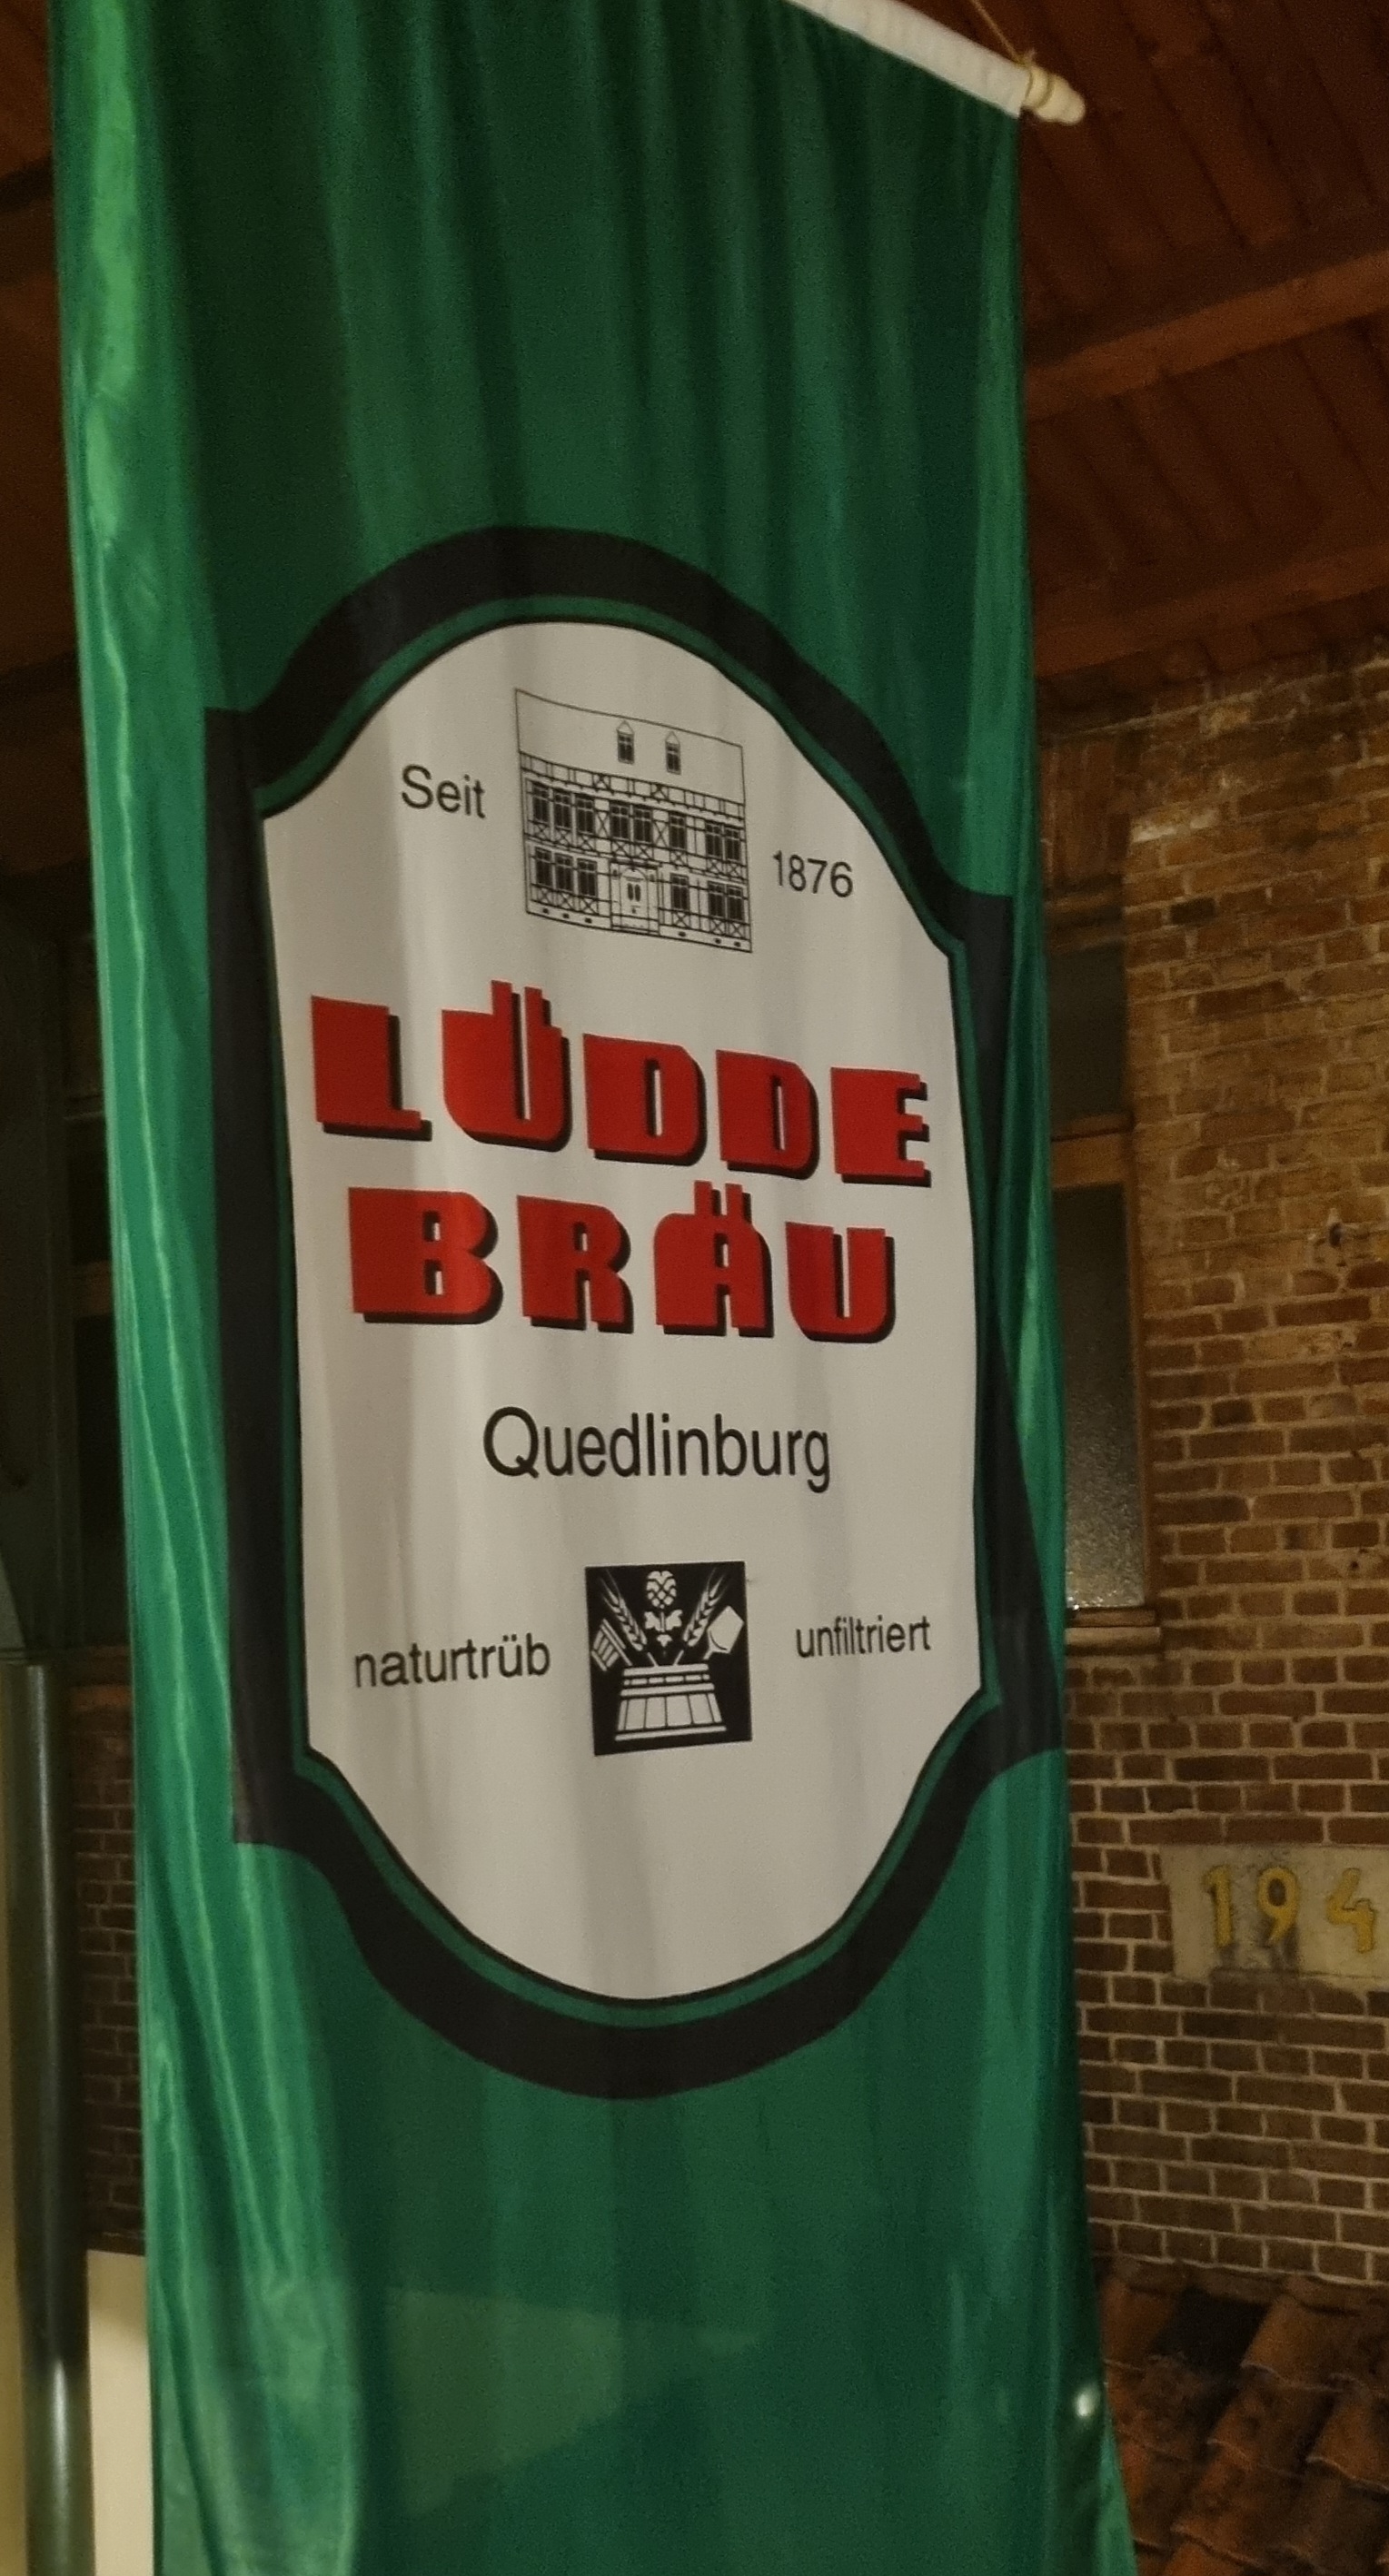 Seit 1876
LÜDDE
BRÄU
Quedlinburg
naturtrüb unfiltriert
194